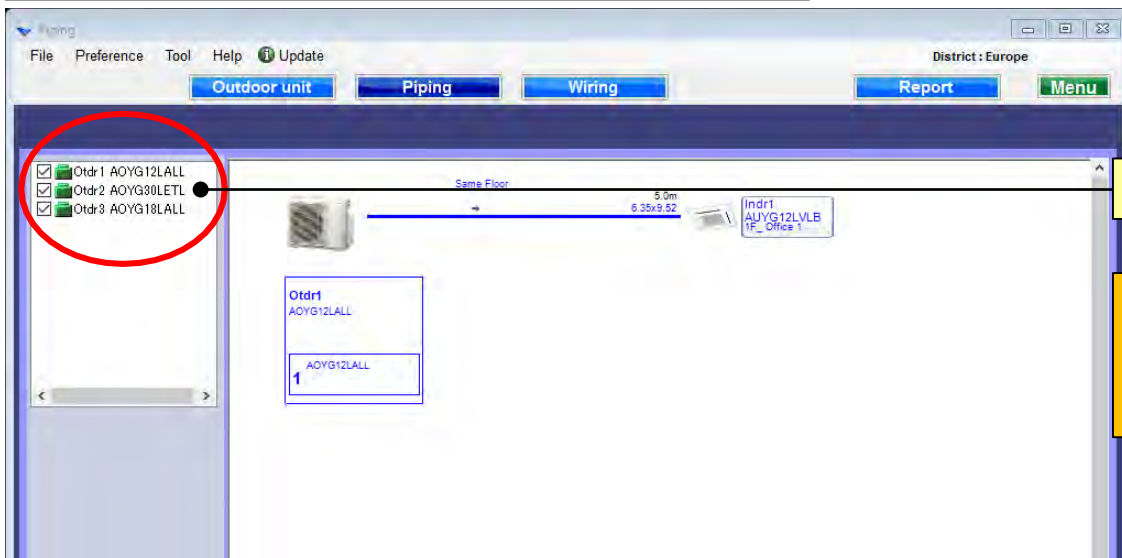 Piping
File Preference Tool Help Update
District : Europe
Outdoor unit Piping Wiring Report Menu
Otdr1 AOYG12LALL
Otdr2 AOYG30LETL
Otdr3 AOYG18LALL
Same Floor
→
5.0m
6.35x9.52
Indr1
AUYG12LVLB
1F_ Office 1
Otdr1
AOYG12LALL
AOYG12LALL
1